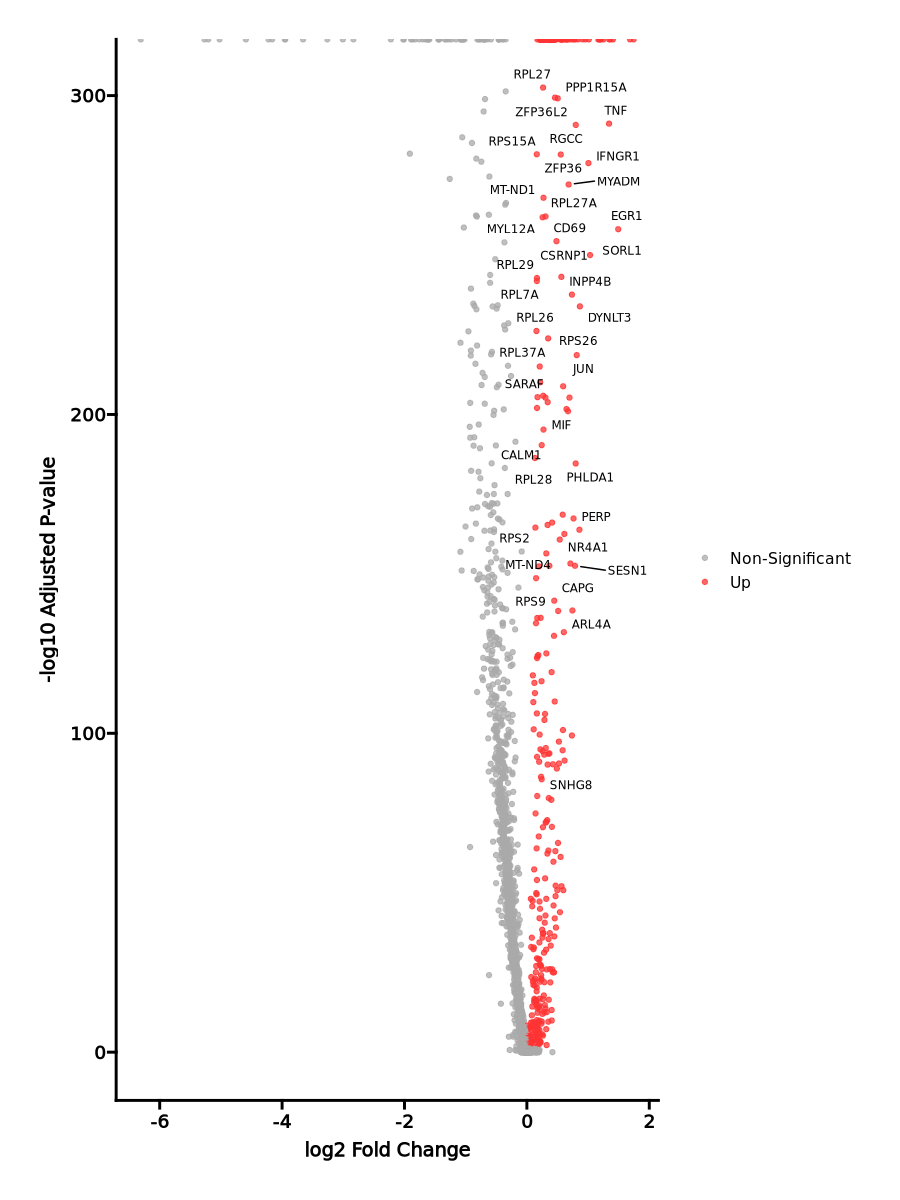 300
200
100
0
-log10 Adjusted P-value
RPL27
PPP1R15A
ZFP36L2
TNF
RPS15A
RGCC
IFNGR1
ZFP36
MYADM
MT-ND1
RPL27A
EGR1
MYL12A
CD69
SORL1
CSRNP1
RPL29
INPP4B
RPL7A
RPL26
DYNLT3
RPS26
RPL37A
JUN
SARAF
MIF
CALM1
RPL28
PHLDA1
PERP
RPS2
NR4A1
MT-ND4
SESN1
CAPG
RPS9
ARL4A
SNHG8
Non-Significant
Up
-6
-4
-2
0
2
log2 Fold Change